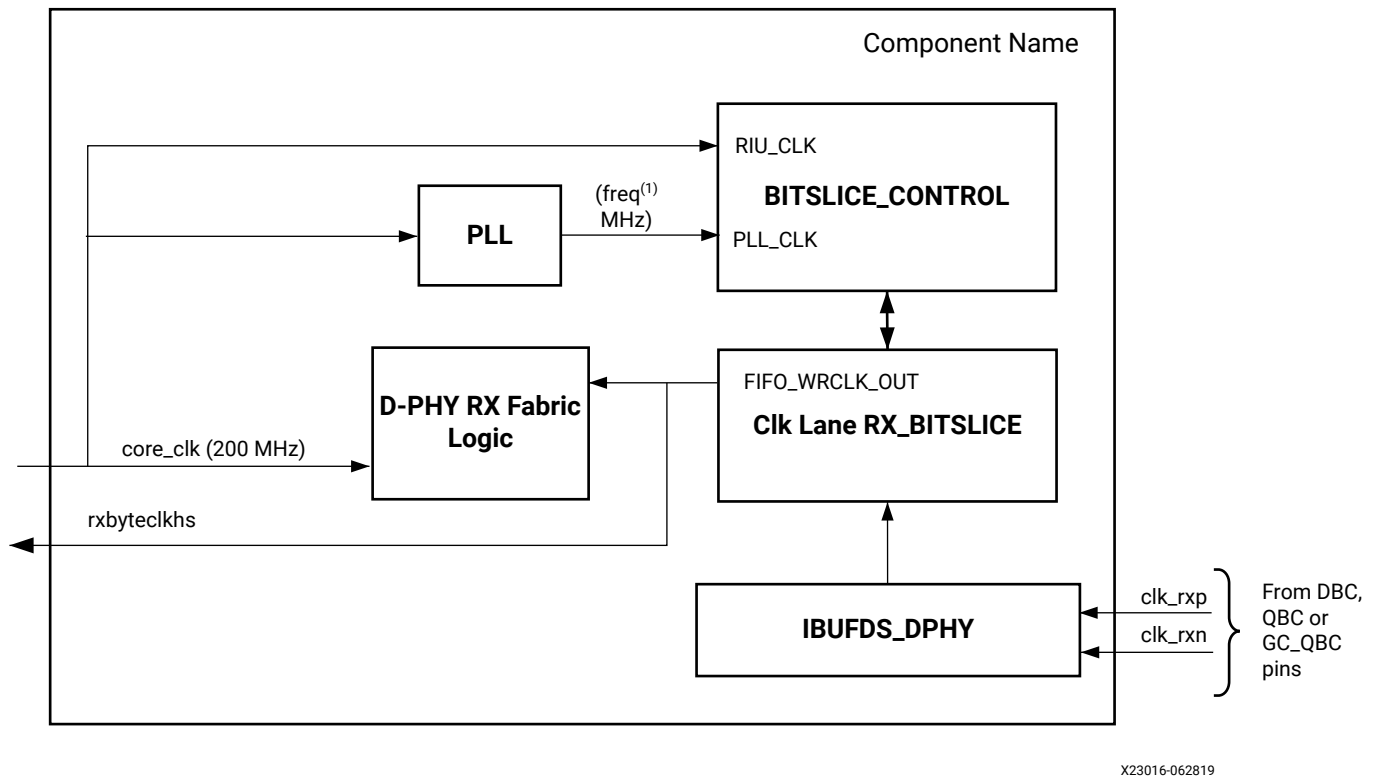 Component Name
RIU_CLK
(freq(1)
MHz)
BITSLICE_CONTROL
PLL
PLL_CLK
FIFO_WRCLK_OUT
D-PHY RX Fabric
Logic
Clk Lane RX_BITSLICE
core_clk (200 MHz)
rxbyteclkhs
IBUFDS_DPHY
clk_rxp
clk_rxn
From DBC,
QBC or
GC_QBC
pins
X23016-062819